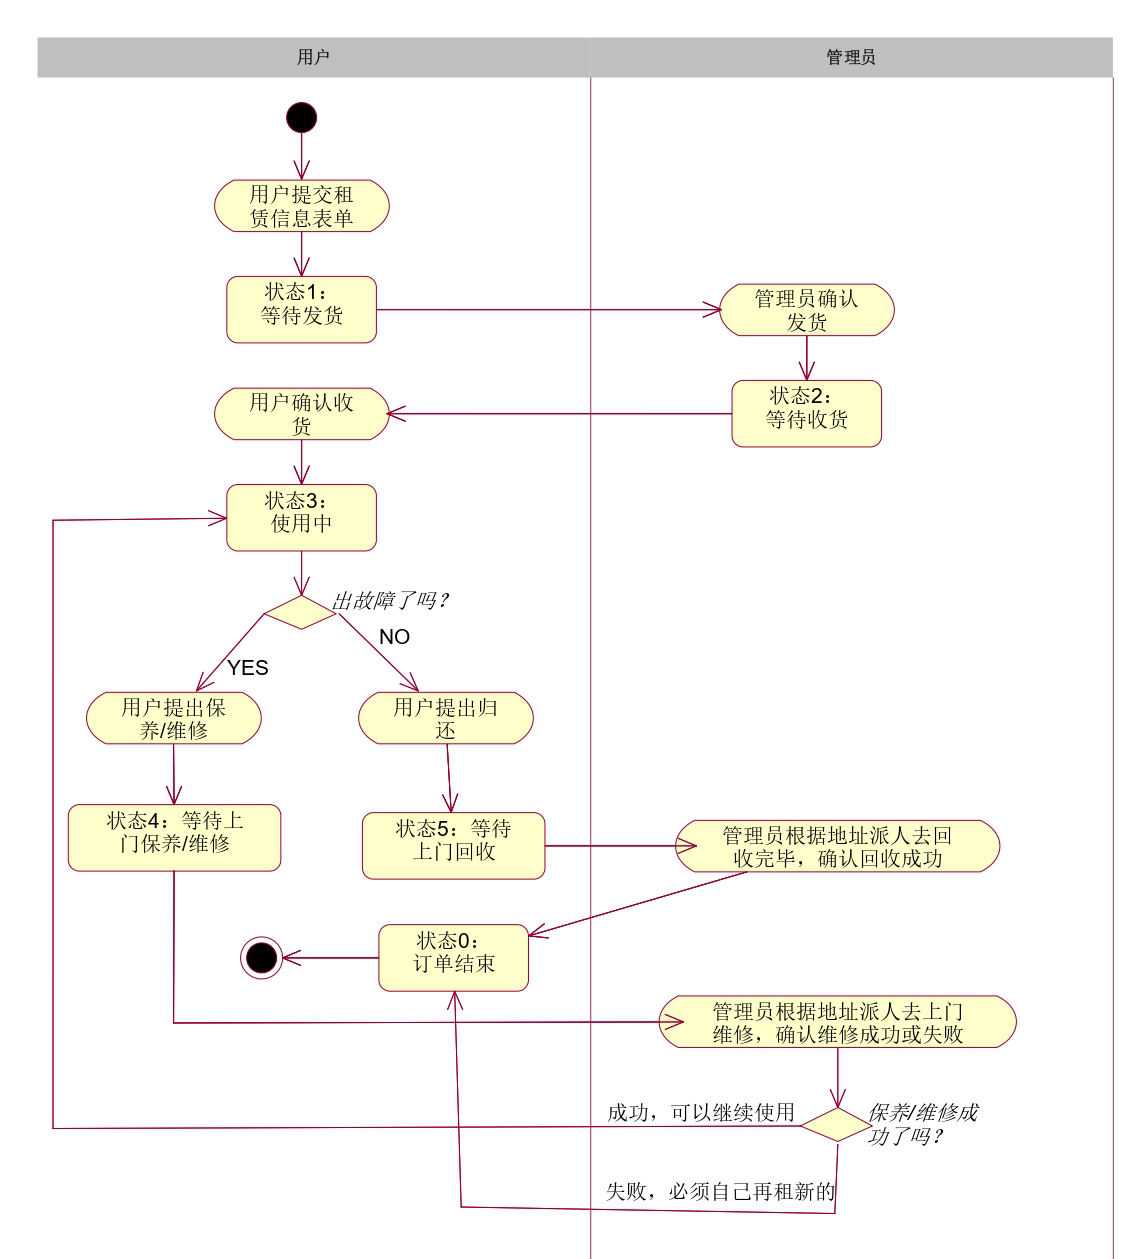 用户
管理员
用户提交租
赁信息表单
状态1：
等待发货
管理员确认
发货
状态2：
等待收货
用户确认收
货
状态3：
使用中
出故障了吗？
YES
NO
用户提出保
养/维修
用户提出归
还
状态4：等待上
门保养/维修
状态5：等待
上门回收
管理员根据地址派人去回
收完毕，确认回收成功
状态0：
订单结束
管理员根据地址派人去上门
维修，确认维修成功或失败
成功，可以继续使用
保养/维修成
功了吗？
失败，必须自己再租新的